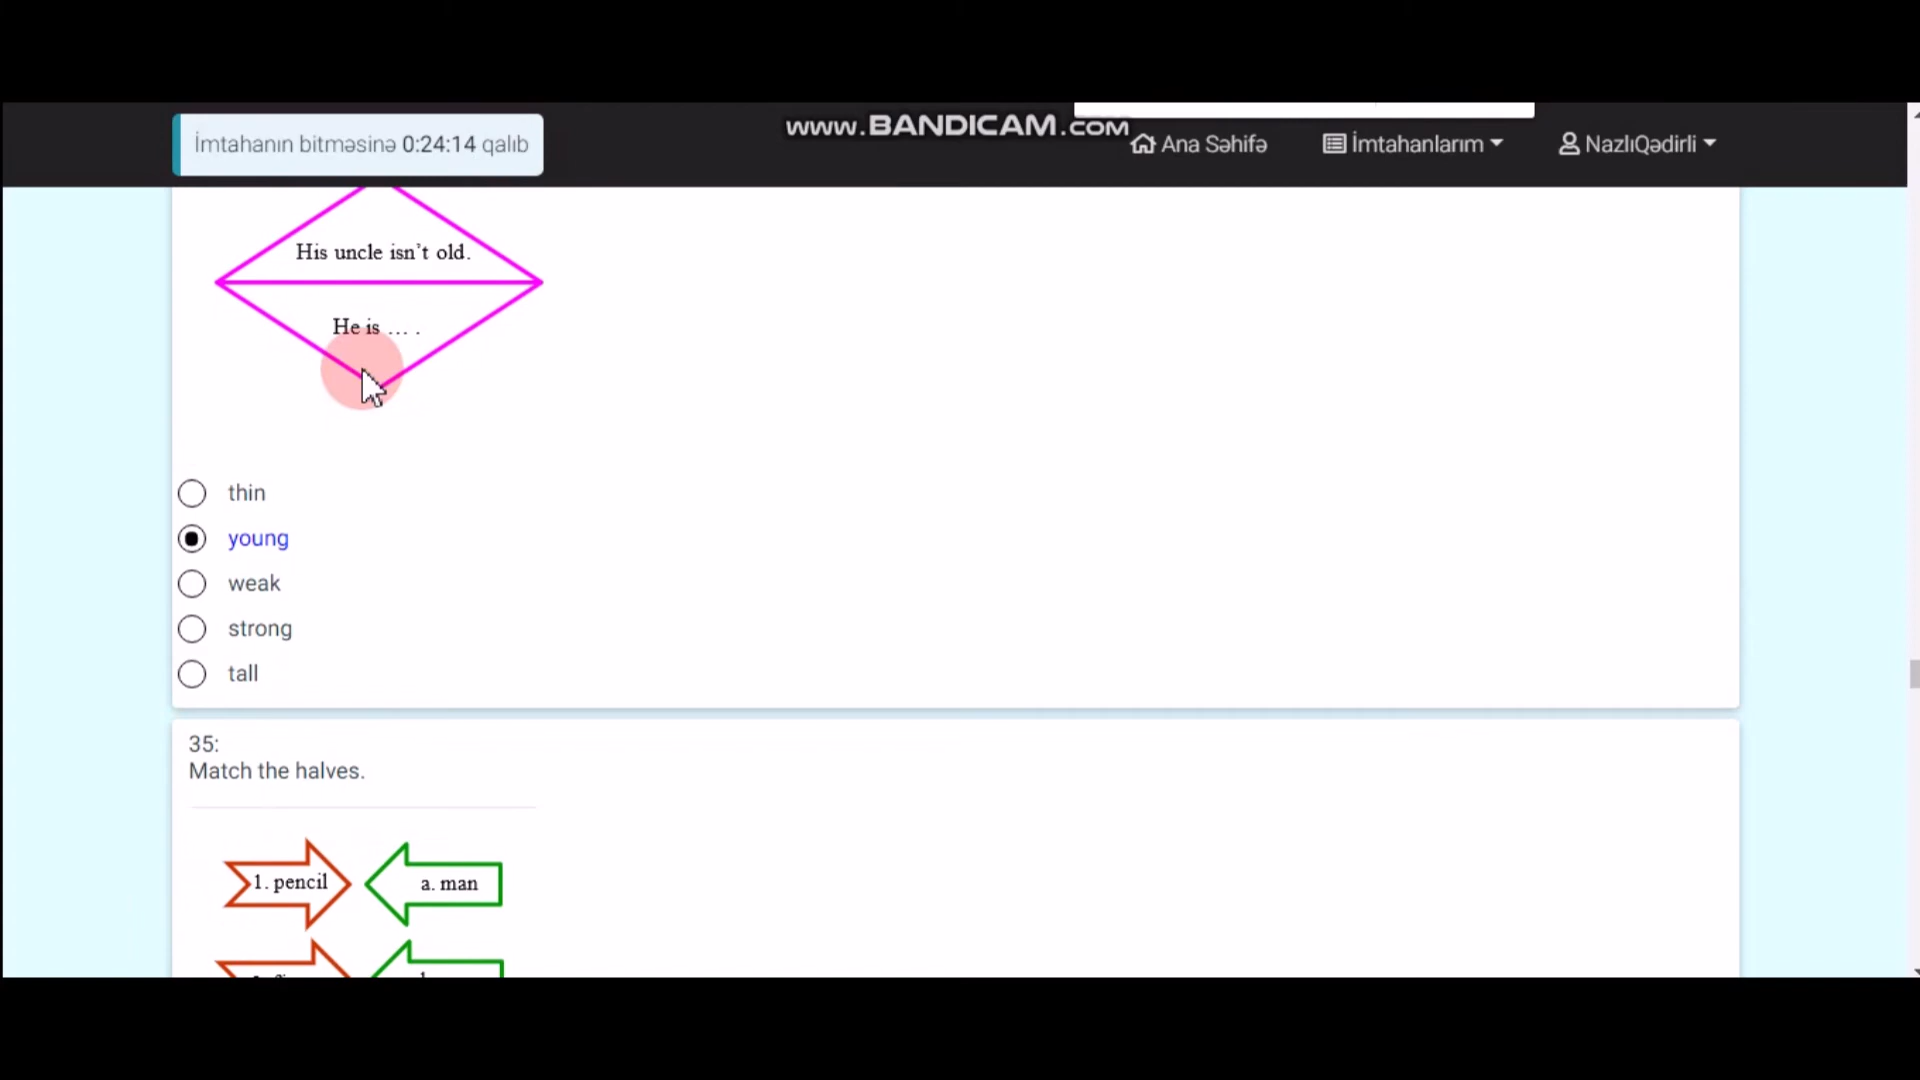 www.BANDICAM.COM
İmtahanın bitməsinə 0:24:14 qalıb
Ana Səhifə
İmtahanlarım
NazlıQədirli
His uncle isn't old.
He is ... .
thin
young
weak
strong
tall
35:
Match the halves.
1. pencil
a. man